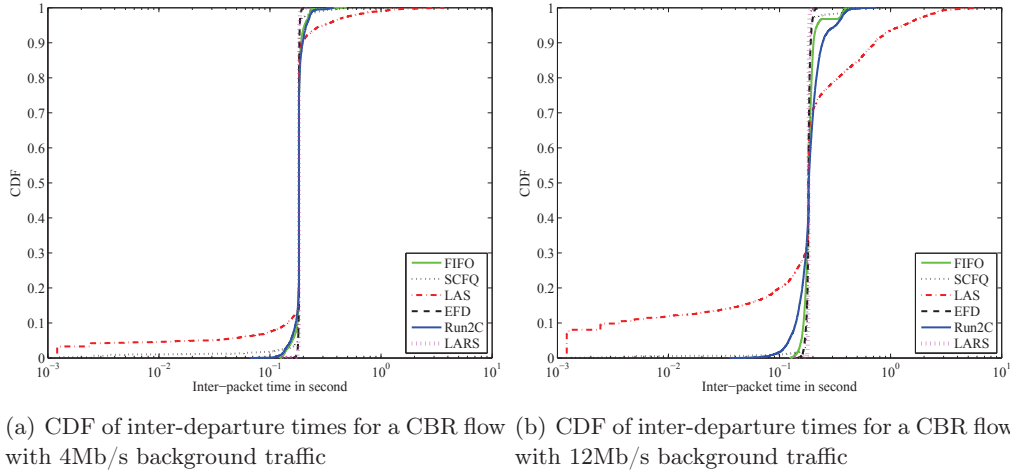 1
0.9
0.8
0.7
0.6
0.5
0.4
0.3
0.2
0.1
0
CDF
10^-3
10^-2
10^-1
10^0
10^1
Inter−packet time in second
FIFO
SCFQ
LAS
EFD
Run2C
LARS
1
0.9
0.8
0.7
0.6
0.5
0.4
0.3
0.2
0.1
0
CDF
10^-3
10^-2
10^-1
10^0
10^1
Inter−packet time in second
FIFO
SCFQ
LAS
EFD
Run2C
LARS
(a) CDF of inter-departure times for a CBR flow
with 4Mb/s background traffic
(b) CDF of inter-departure times for a CBR flow
with 12Mb/s background traffic